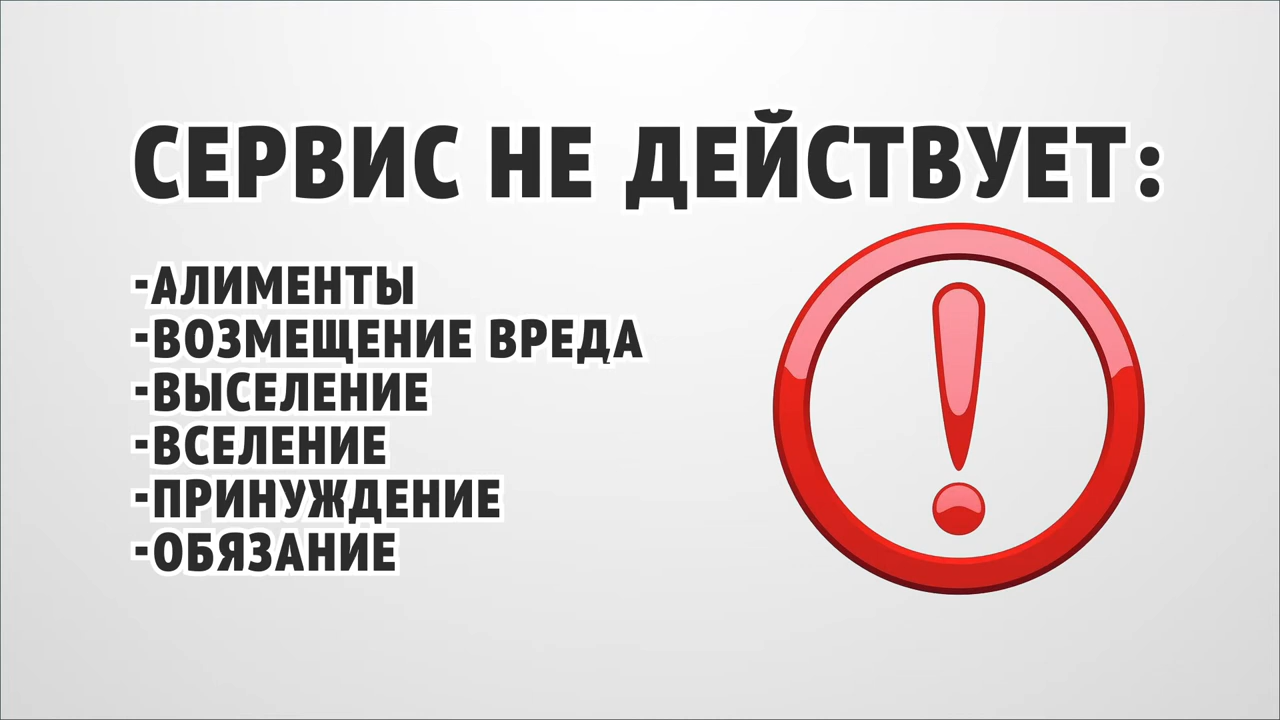 СЕРВИС НЕ ДЕЙСТВУЕТ:
-АЛИМЕНТЫ
-ВОЗМЕЩЕНИЕ ВРЕДА
-ВЫСЕЛЕНИЕ
-ВСЕЛЕНИЕ
-ПРИНУЖДЕНИЕ
-ОБЯЗАНИЕ